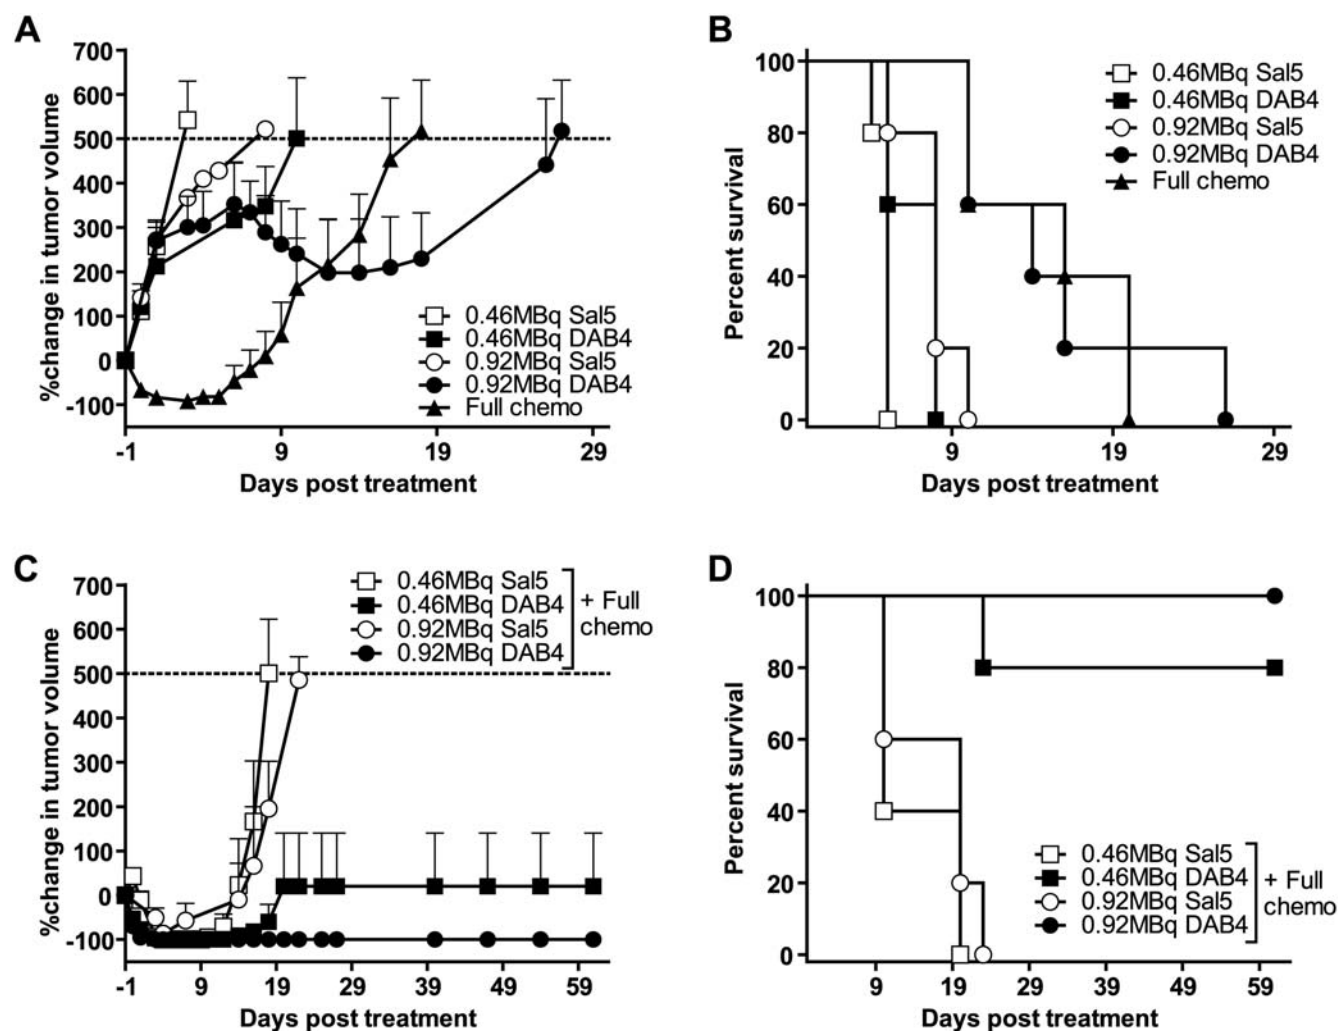 A
%change in tumor volume
700
600
500
400
300
200
100
0
-100
-1
9
19
29
Days post treatment
0.46MBq Sal5
0.46MBq DAB4
0.92MBq Sal5
0.92MBq DAB4
Full chemo
B
Percent survival
100
80
60
40
20
0
9
19
29
Days post treatment
0.46MBq Sal5
0.46MBq DAB4
0.92MBq Sal5
0.92MBq DAB4
Full chemo
C
%change in tumor volume
700
600
500
400
300
200
100
0
-100
-1
9
19
29
39
49
59
Days post treatment
0.46MBq Sal5
0.46MBq DAB4
0.92MBq Sal5
0.92MBq DAB4
+ Full
chemo
D
Percent survival
100
80
60
40
20
0
9
19
29
39
49
59
Days post treatment
0.46MBq Sal5
0.46MBq DAB4
0.92MBq Sal5
0.92MBq DAB4
+ Full
chemo